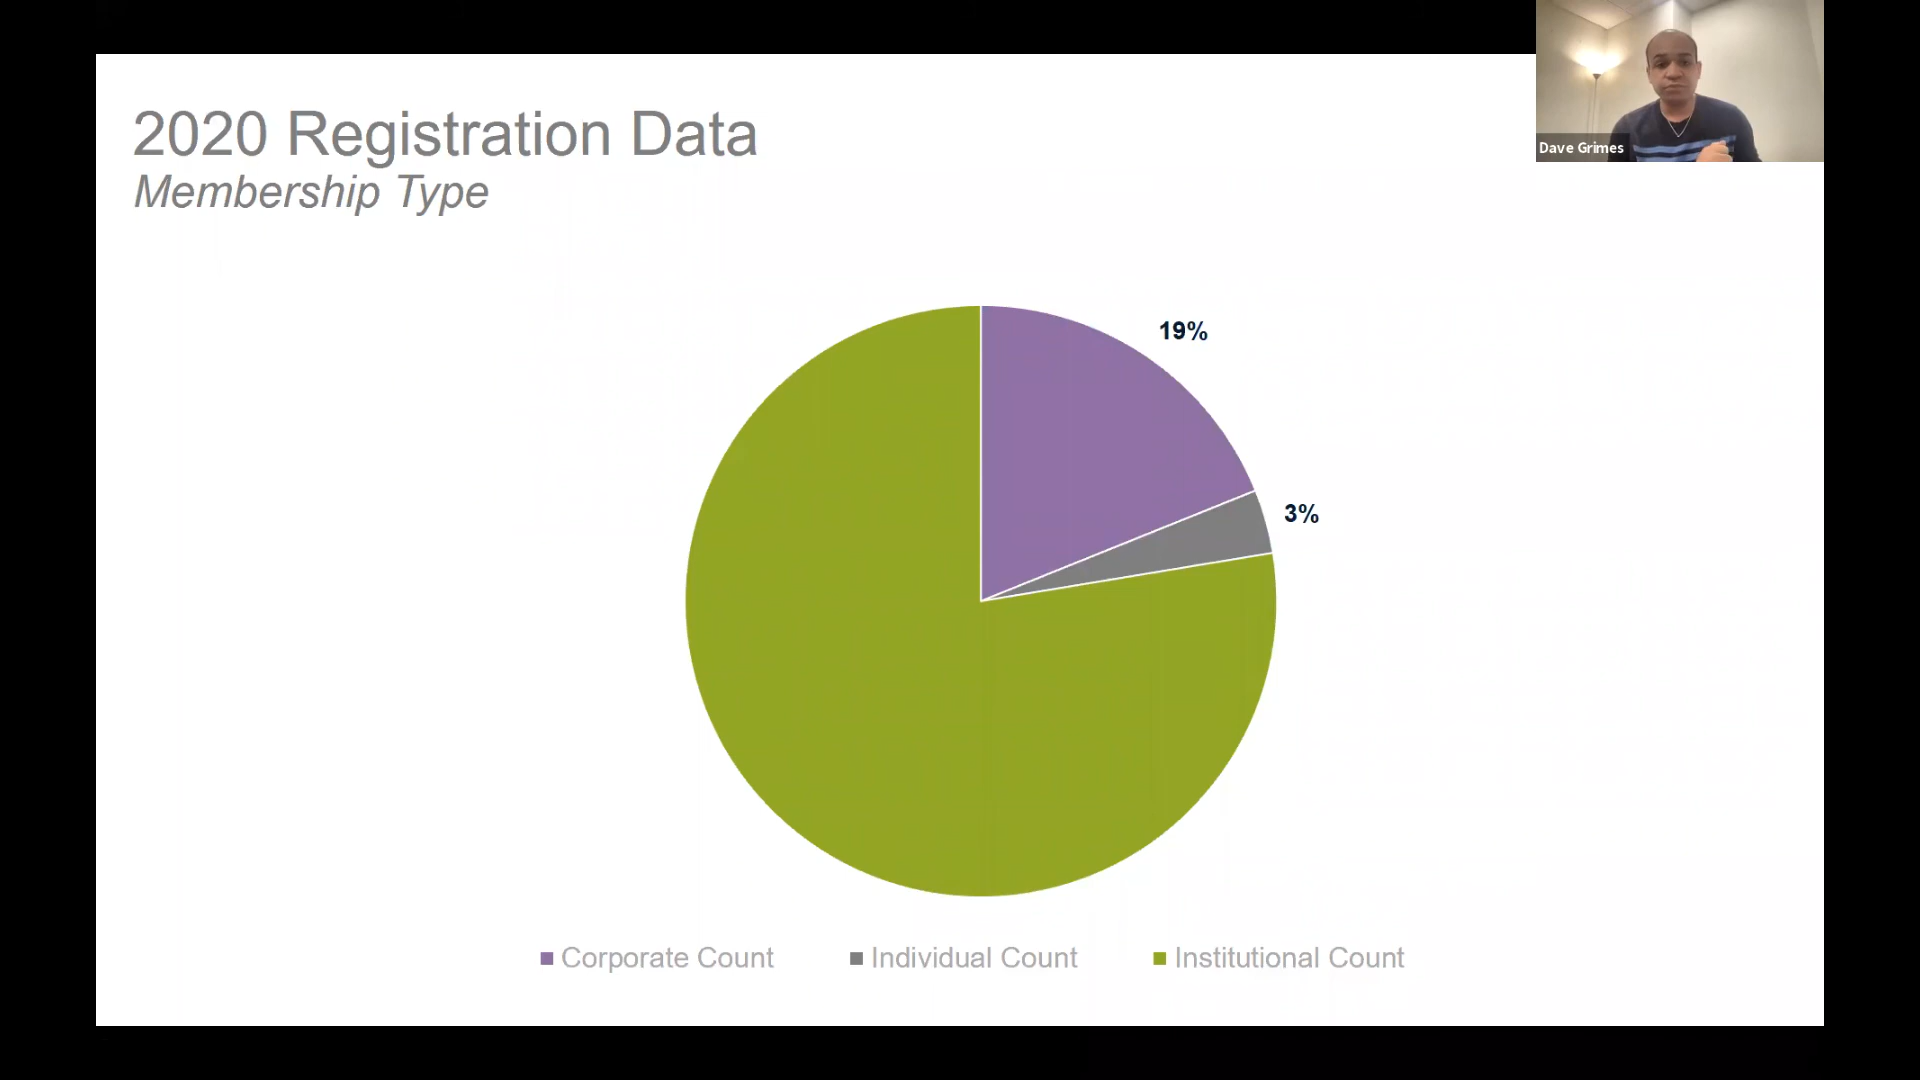 2020 Registration Data
Membership Type
Dave Grimes
19%
3%
Corporate Count
Individual Count
Institutional Count